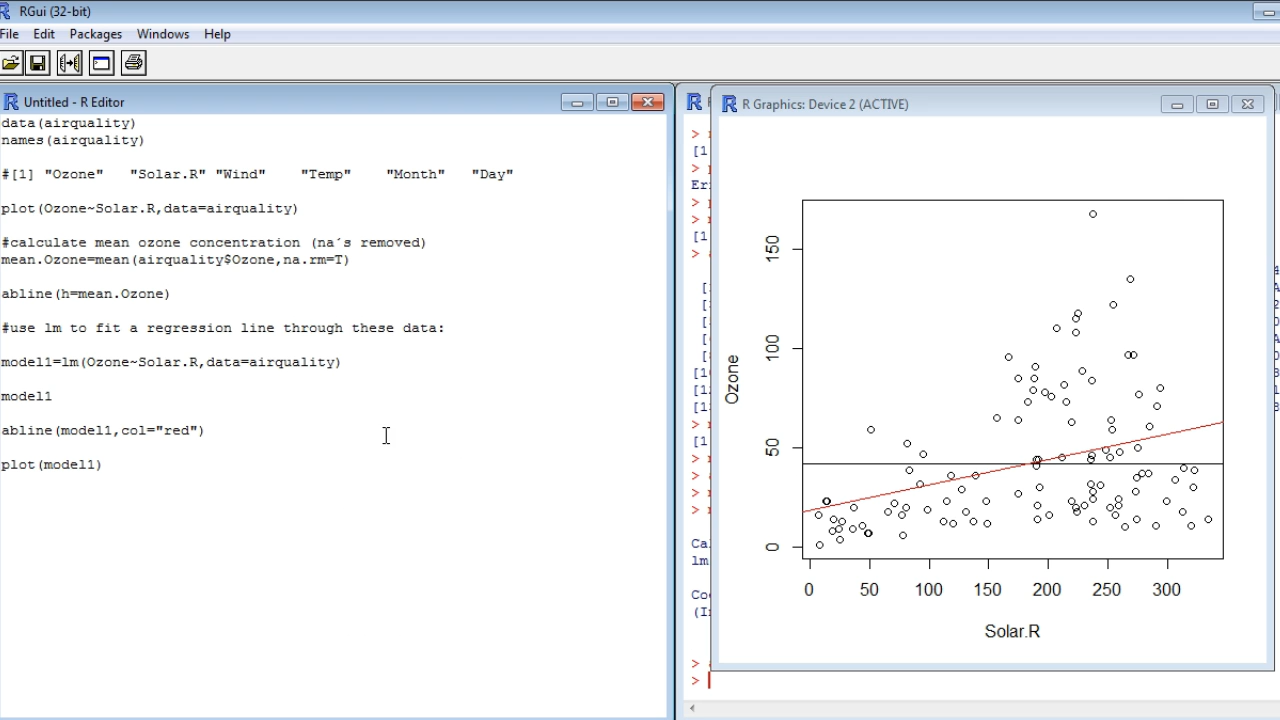 RGui (32-bit)
File Edit Packages Windows Help
Untitled - R Editor
data(airquality)
names(airquality)
#[1] "Ozone" "Solar.R" "Wind" "Temp" "Month" "Day"
plot(Ozone~Solar.R,data=airquality)
#calculate mean ozone concentration (na´s removed)
mean.Ozone=mean(airquality$Ozone,na.rm=T)
abline(h=mean.Ozone)
#use lm to fit a regression line through these data:
model1=lm(Ozone~Solar.R,data=airquality)
model1
abline(model1,col="red")
plot(model1)
R Graphics: Device 2 (ACTIVE)
150
100
50
0
Ozone
0 50 100 150 200 250 300
Solar.R